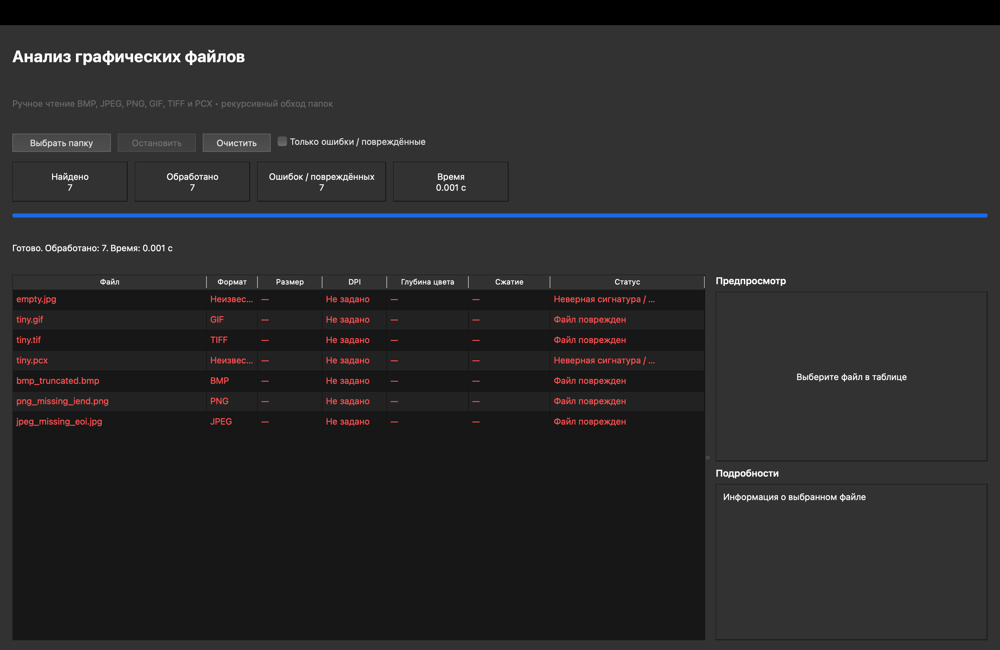 Анализ графических файлов
Ручное чтение BMP, JPEG, PNG, GIF, TIFF и PCX • рекурсивный обход папок
Выбрать папку Остановить Очистить Только ошибки / повреждённые
Найдено Обработано Ошибок / повреждённых Время
7 7 7 0.001 с
Готово. Обработано: 7. Время: 0.001 с
Файл Формат Размер DPI Глубина цвета Сжатие Статус
empty.jpg Неизвес... — Не задано — — Неверная сигнатура / ...
tiny.gif GIF — Не задано — — Файл поврежден
tiny.tif TIFF — Не задано — — Файл поврежден
tiny.pcx Неизвес... — Не задано — — Неверная сигнатура / ...
bmp_truncated.bmp BMP — Не задано — — Файл поврежден
png_missing_iend.png PNG — Не задано — — Файл поврежден
jpeg_missing_eoi.jpg JPEG — Не задано — — Файл поврежден
Предпросмотр
Выберите файл в таблице
Подробности
Информация о выбранном файле